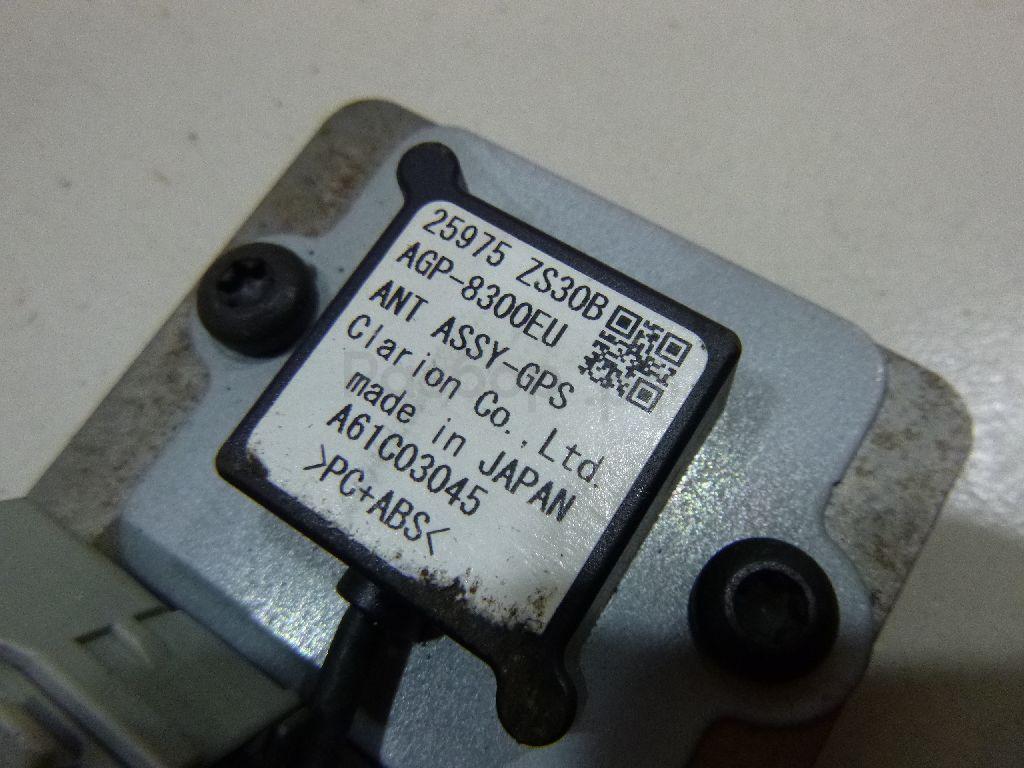 25975 ZS30B
AGP-8300EU
ANT ASSY-GPS
Clarion Co.,Ltd.
made in JAPAN
A61C03045
>PC+ABS<